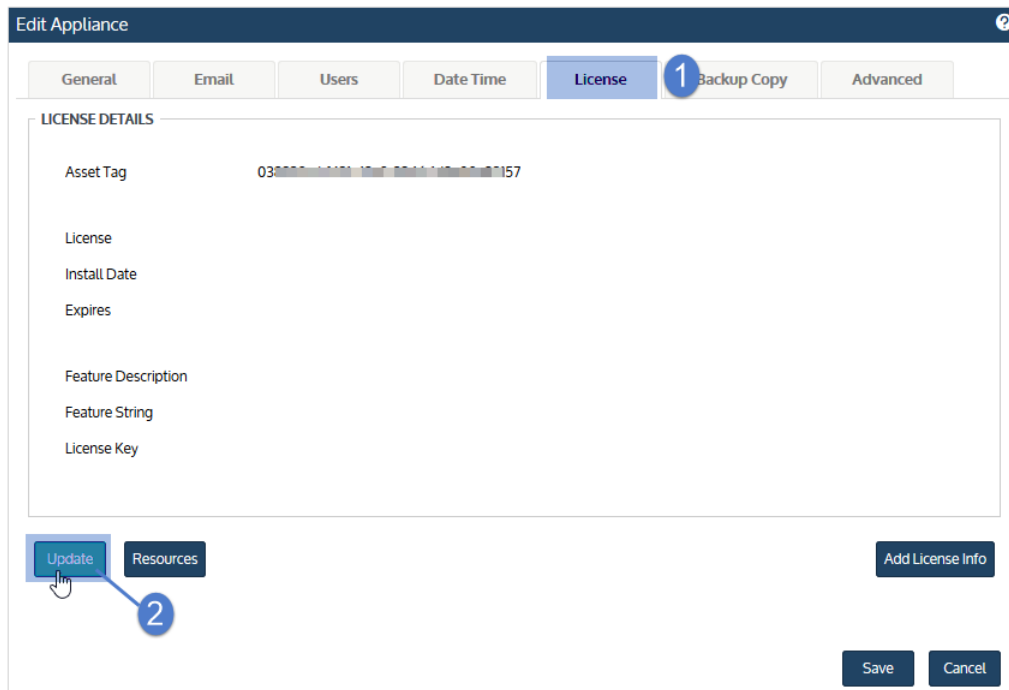 Edit Appliance ?
General Email Users Date Time License 1 Backup Copy Advanced
LICENSE DETAILS
Asset Tag
License
Install Date
Expires
Feature Description
Feature String
License Key
Update Resources Add License Info
2
Save Cancel